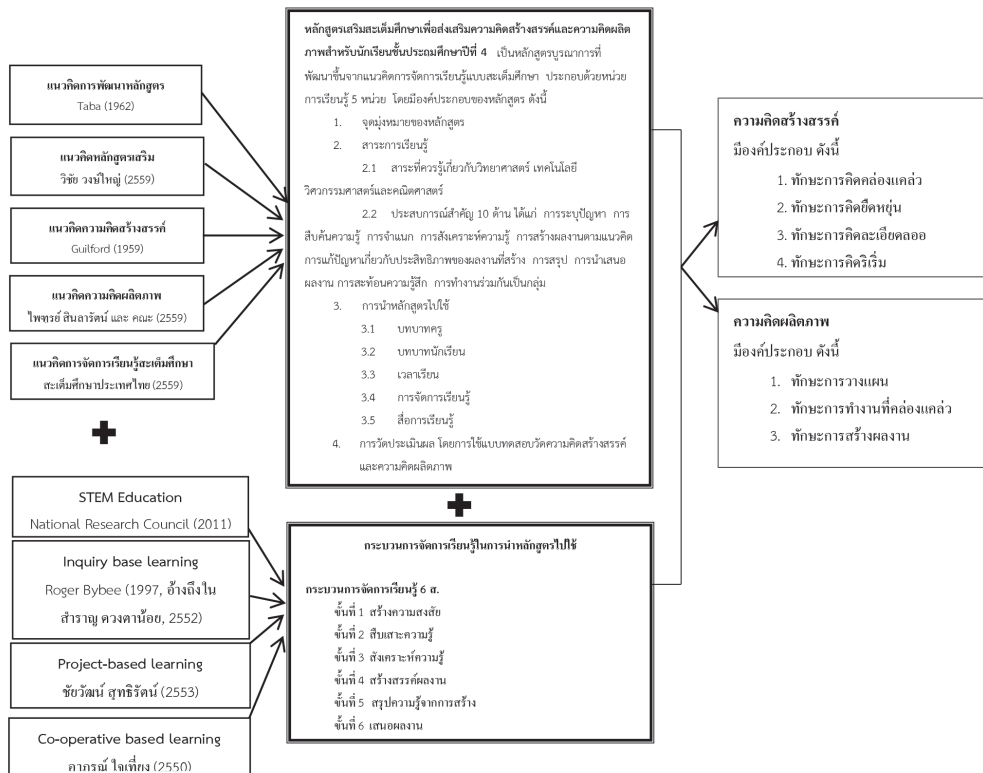 แนวคิดการพัฒนาหลักสูตร
Taba (1962)
แนวคิดหลักสูตรเสริม
วิชัย วงษ์ใหญ่ (2559)
แนวคิดความคิดสร้างสรรค์
Guilford (1959)
แนวคิดความคิดผลิตภาพ
ไพฑูรย์ สินลารัตน์ และ คณะ (2559)
แนวคิดการจัดการเรียนรู้สะเต็มศึกษา
สะเต็มศึกษาประเทศไทย (2559)
STEM Education
National Research Council (2011)
Inquiry base learning
Roger Bybee (1997, อ้างถึงใน
สำราญ ดวงตาน้อย, 2552)
Project-based learning
ชัยวัฒน์ สุทธิรัตน์ (2553)
Co-operative based learning
อาภรณ์ ใจเที่ยง (2550)
หลักสูตรเสริมสะเต็มศึกษาเพื่อส่งเสริมความคิดสร้างสรรค์และความคิดผลิต
ภาพสำหรับนักเรียนชั้นประถมศึกษาปีที่ 4 เป็นหลักสูตรบูรณาการที่
พัฒนาขึ้นจากแนวคิดการจัดการเรียนรู้แบบสะเต็มศึกษา ประกอบด้วยหน่วย
การเรียนรู้ 5 หน่วย โดยมีองค์ประกอบของหลักสูตร ดังนี้
1. จุดมุ่งหมายของหลักสูตร
2. สาระการเรียนรู้
2.1 สาระที่ควรรู้เกี่ยวกับวิทยาศาสตร์ เทคโนโลยี
วิศวกรรมศาสตร์และคณิตศาสตร์
2.2 ประสบการณ์สำคัญ 10 ด้าน ได้แก่ การระบุปัญหา การ
สืบค้นความรู้ การจำแนก การสังเคราะห์ความรู้ การสร้างผลงานตามแนวคิด
การแก้ปัญหาเกี่ยวกับประสิทธิภาพของผลงานที่สร้าง การสรุป การนำเสนอ
ผลงาน การสะท้อนความรู้สึก การทำงานร่วมกันเป็นกลุ่ม
3. การนำหลักสูตรไปใช้
3.1 บทบาทครู
3.2 บทบาทนักเรียน
3.3 เวลาเรียน
3.4 การจัดการเรียนรู้
3.5 สื่อการเรียนรู้
4. การวัดประเมินผล โดยการใช้แบบทดสอบวัดความคิดสร้างสรรค์
และความคิดผลิตภาพ
กระบวนการจัดการเรียนรู้ในการนำหลักสูตรไปใช้
กระบวนการจัดการเรียนรู้ 6 ส.
ขั้นที่ 1 สร้างความสงสัย
ขั้นที่ 2 สืบเสาะความรู้
ขั้นที่ 3 สังเคราะห์ความรู้
ขั้นที่ 4 สร้างสรรค์ผลงาน
ขั้นที่ 5 สรุปความรู้จากการสร้าง
ขั้นที่ 6 เสนอผลงาน
ความคิดสร้างสรรค์
มีองค์ประกอบ ดังนี้
1. ทักษะการคิดคล่องแคล่ว
2. ทักษะการคิดยืดหยุ่น
3. ทักษะการคิดละเอียดลออ
4. ทักษะการคิดริเริ่ม
ความคิดผลิตภาพ
มีองค์ประกอบ ดังนี้
1. ทักษะการวางแผน
2. ทักษะการทำงานที่คล่องแคล่ว
3. ทักษะการสร้างผลงาน